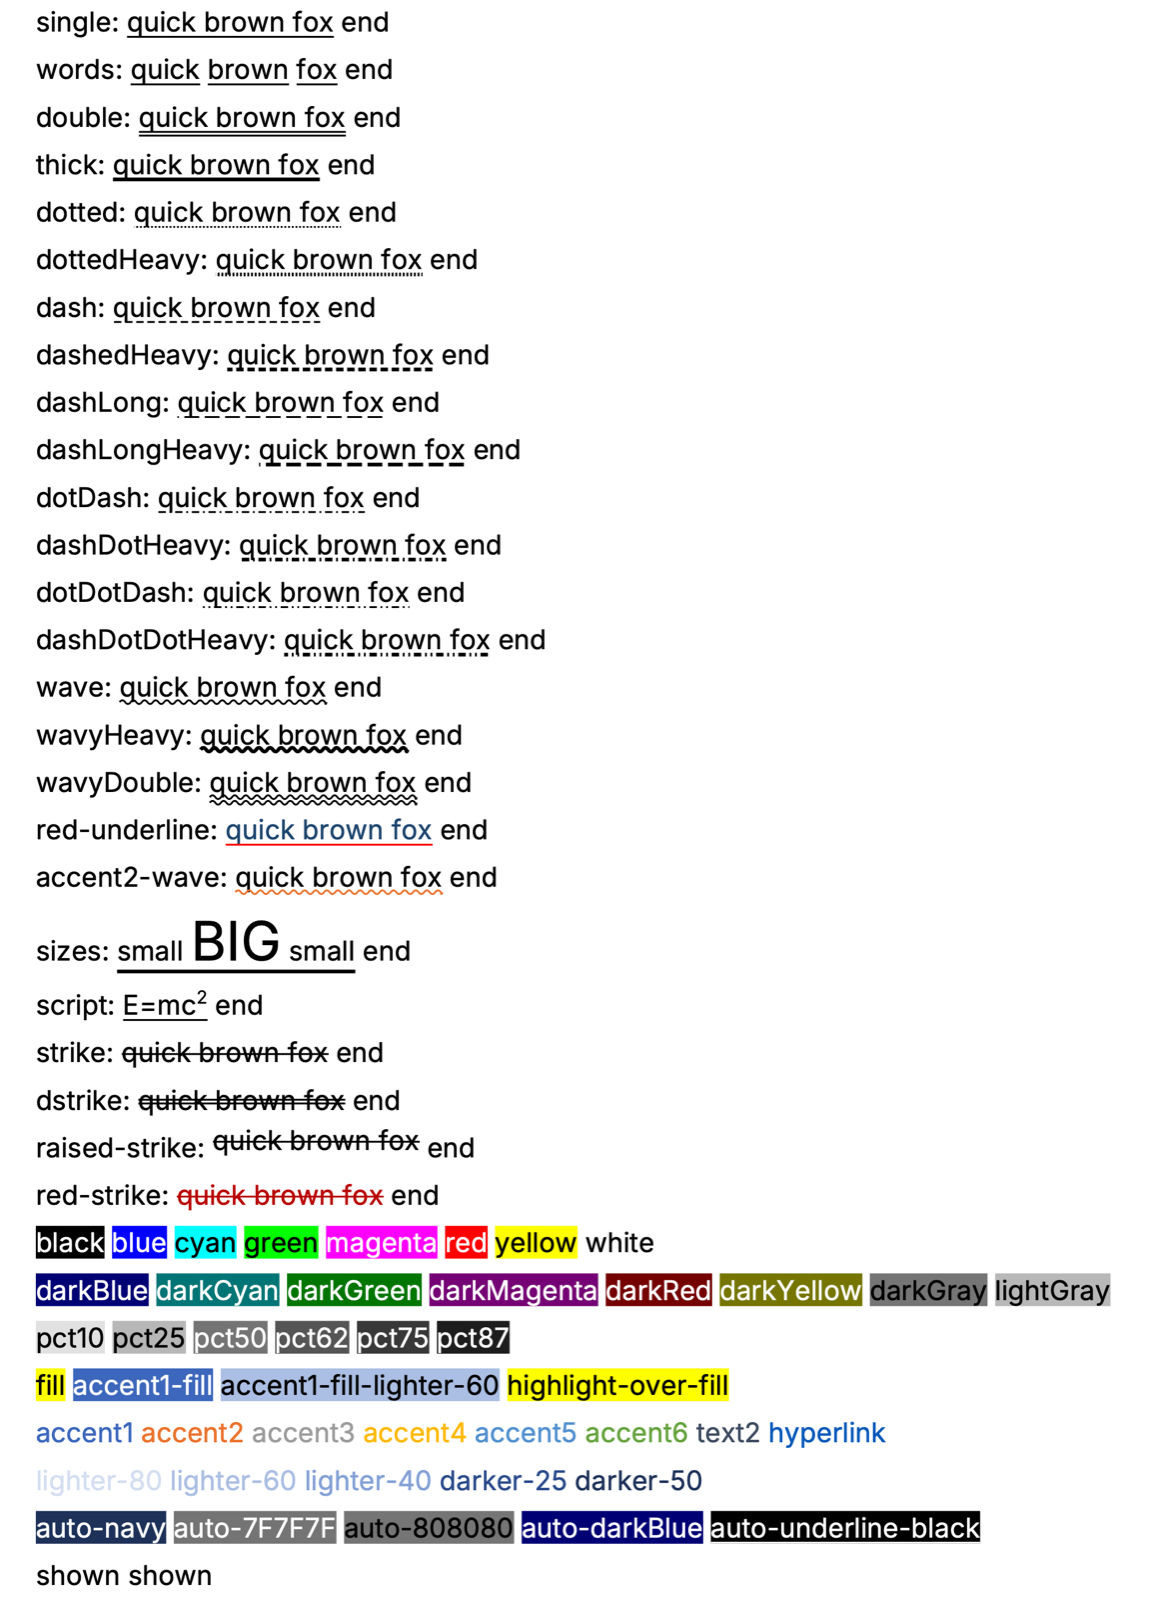 single: quick brown fox end
words: quick brown fox end
double: quick brown fox end
thick: quick brown fox end
dotted: quick brown fox end
dottedHeavy: quick brown fox end
dash: quick brown fox end
dashedHeavy: quick brown fox end
dashLong: quick brown fox end
dashLongHeavy: quick brown fox end
dotDash: quick brown fox end
dashDotHeavy: quick brown fox end
dotDotDash: quick brown fox end
dashDotDotHeavy: quick brown fox end
wave: quick brown fox end
wavyHeavy: quick brown fox end
wavyDouble: quick brown fox end
red-underline: quick brown fox end
accent2-wave: quick brown fox end
sizes: small BIG small end
script: E=mc² end
strike: quick brown fox end
dstrike: quick brown fox end
raised-strike: quick brown fox end
red-strike: quick brown fox end
black blue cyan green magenta red yellow white
darkBlue darkCyan darkGreen darkMagenta darkRed darkYellow darkGray lightGray
pct10 pct25 pct50 pct62 pct75 pct87
fill accent1-fill accent1-fill-lighter-60 highlight-over-fill
accent1 accent2 accent3 accent4 accent5 accent6 text2 hyperlink
lighter-80 lighter-60 lighter-40 darker-25 darker-50
auto-navy auto-7F7F7F auto-808080 auto-darkBlue auto-underline-black
shown shown